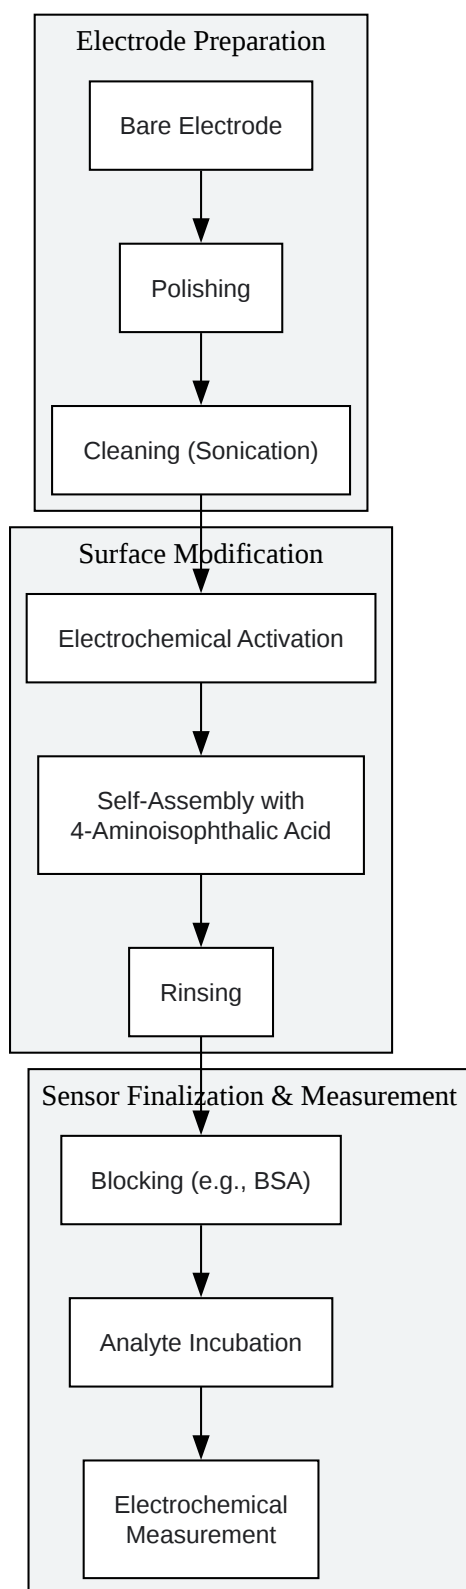 Electrode Preparation
Bare Electrode
Polishing
Cleaning (Sonication)
Surface Modification
Electrochemical Activation
Self-Assembly with
4-Aminoisophthalic Acid
Rinsing
Sensor Finalization & Measurement
Blocking (e.g., BSA)
Analyte Incubation
Electrochemical
Measurement